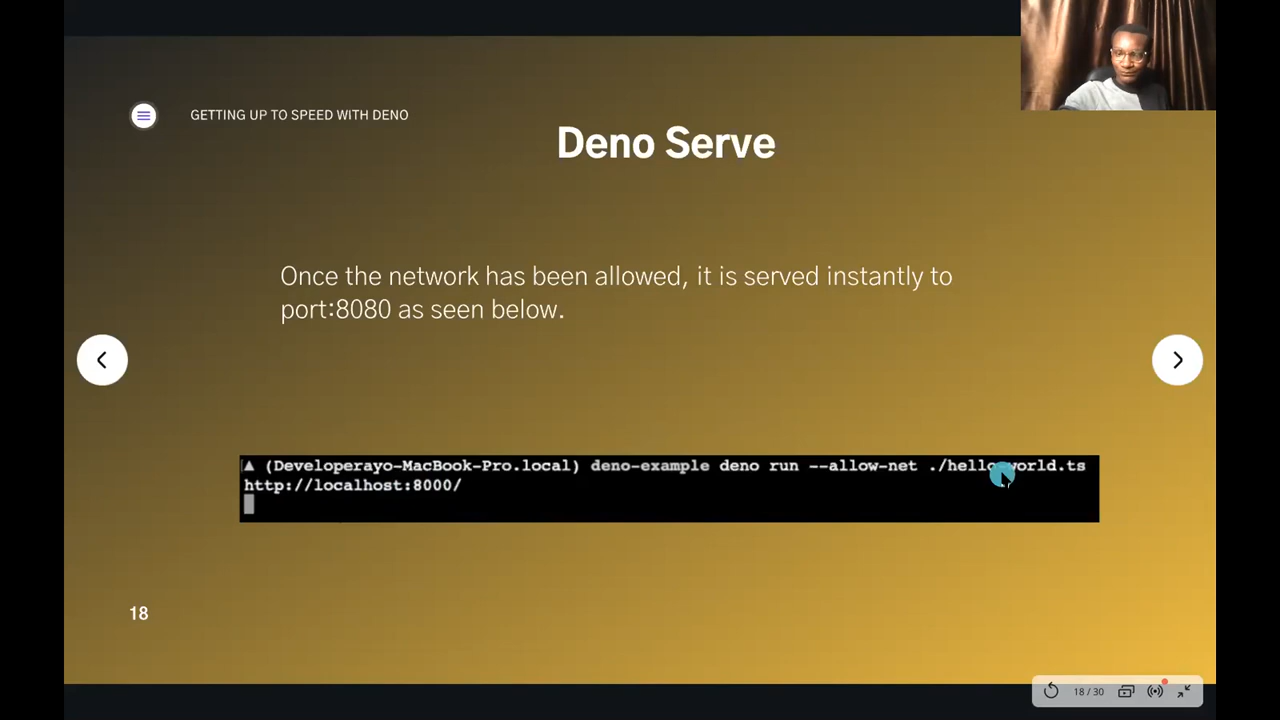 GETTING UP TO SPEED WITH DENO
Deno Serve
Once the network has been allowed, it is served instantly to
port:8080 as seen below.
(Developerayo-MacBook-Pro.local) deno-example deno run --allow-net ./hello-world.ts
http://localhost:8000/
18
18 / 30